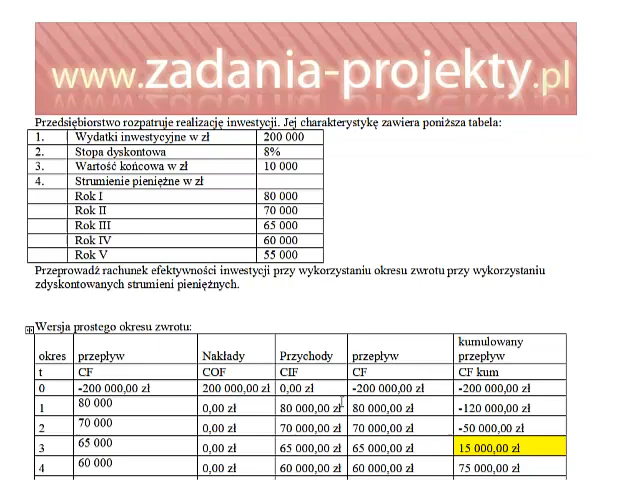 www.zadania-projekty.pl
Przedsiębiorstwo rozpatruje realizację inwestycji. Jej charakterystykę zawiera poniższa tabela:
1. Wydatki inwestycyjne w zł 200 000
2. Stopa dyskontowa 8%
3. Wartość końcowa w zł 10 000
4. Strumienie pieniężne w zł
Rok I 80 000
Rok II 70 000
Rok III 65 000
Rok IV 60 000
Rok V 55 000
Przeprowadź rachunek efektywności inwestycji przy wykorzystaniu okresu zwrotu przy wykorzystaniu
zdyskontowanych strumieni pieniężnych.
Wersja prostego okresu zwrotu:
okres przepływ Nakłady Przychody przepływ kumulowany przepływ
t CF COF CIF CF CF kum
0 -200 000,00 zł 200 000,00 zł 0,00 zł -200 000,00 zł -200 000,00 zł
1 80 000 0,00 zł 80 000,00 zł 80 000,00 zł -120 000,00 zł
2 70 000 0,00 zł 70 000,00 zł 70 000,00 zł -50 000,00 zł
3 65 000 0,00 zł 65 000,00 zł 65 000,00 zł 15 000,00 zł
4 60 000 0,00 zł 60 000,00 zł 60 000,00 zł 75 000,00 zł